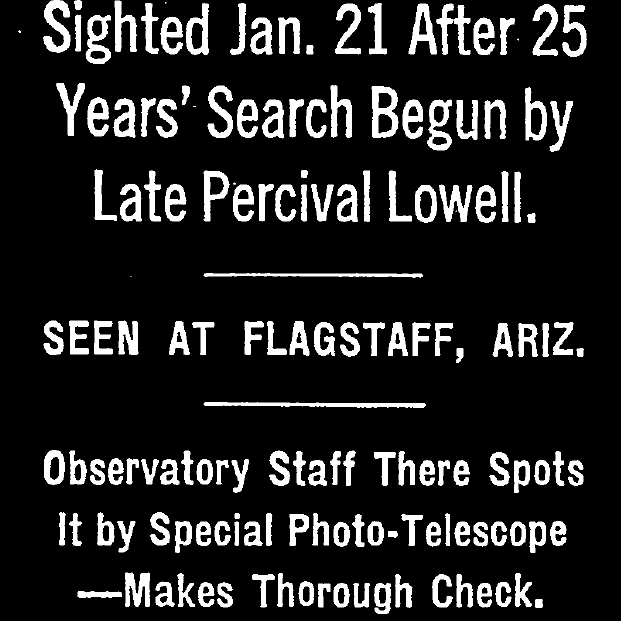 Sighted Jan. 21 After 25
Years' Search Begun by
Late Percival Lowell.
SEEN AT FLAGSTAFF, ARIZ.
Observatory Staff There Spots
It by Special Photo-Telescope
—Makes Thorough Check.